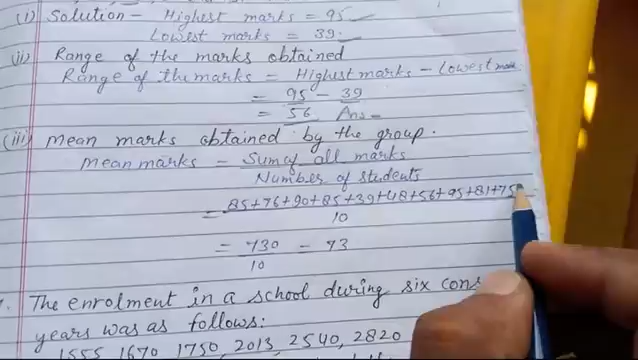 (i) Solution - Highest marks = 95
Lowest marks = 39.
(ii) Range of the marks obtained
Range of the marks = Highest marks - Lowest
= 95 - 39
= 56 Ans -
(iii) Mean marks obtained by the group.
Mean marks = Sum of all marks
Number of students
= 85+76+90+85+39+48+56+95+81+75
10
= 730 = 73
10
The enrolment in a school during six
years was as follows:
1555, 1670, 1750, 2013, 2540, 2820